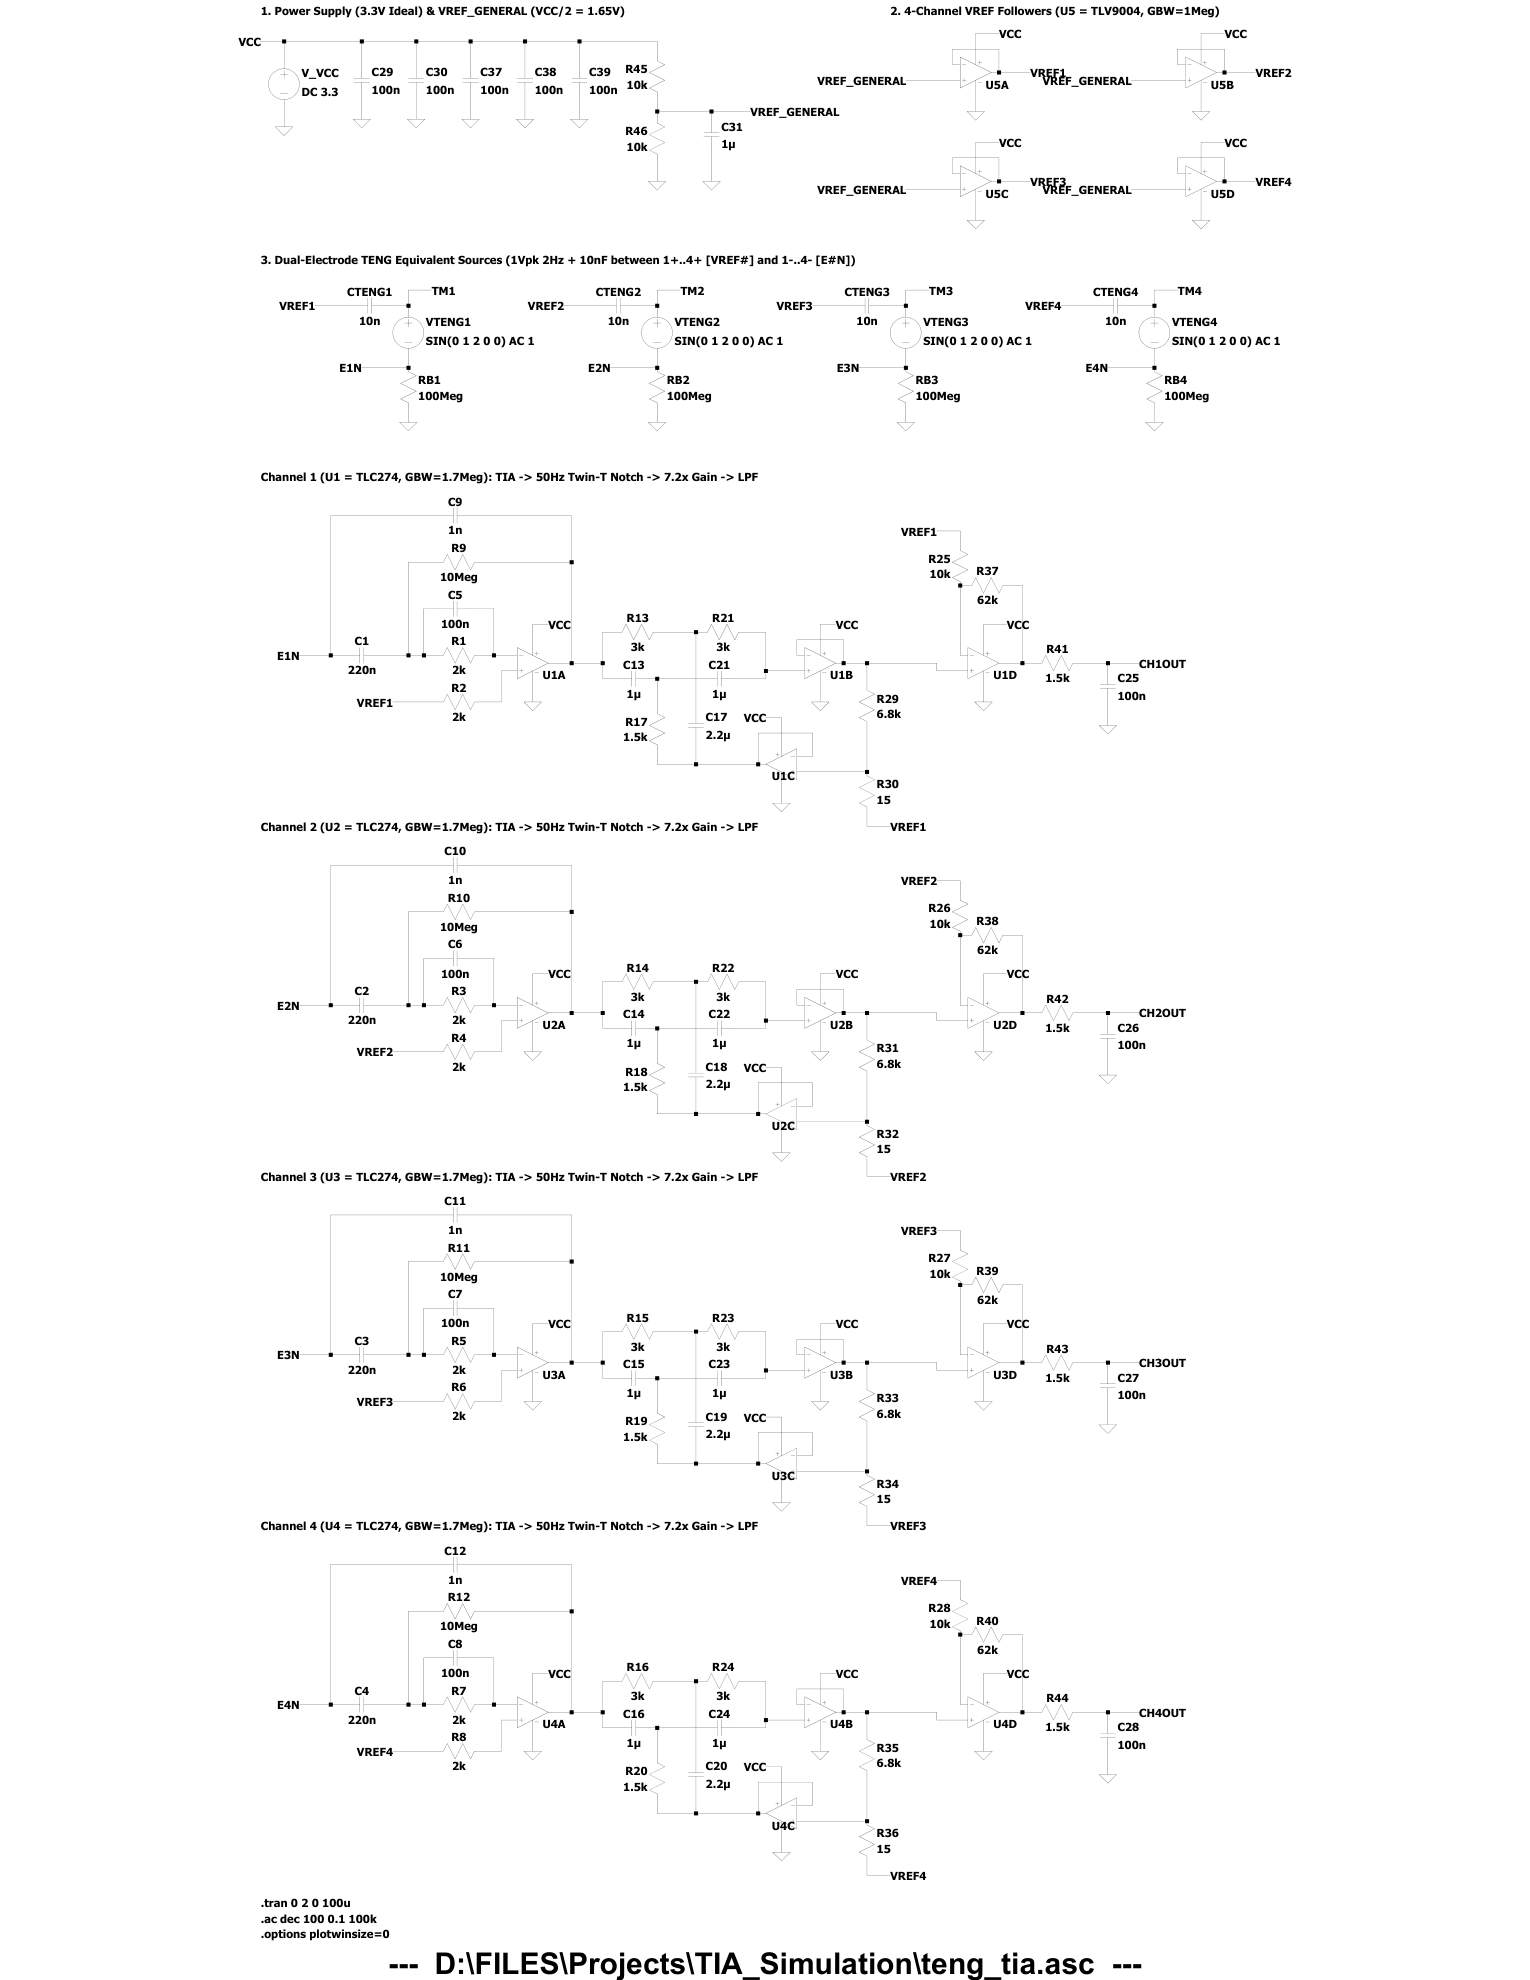 1. Power Supply (3.3V Ideal) & VREF_GENERAL (VCC/2 = 1.65V)
VCC
V_VCC
DC 3.3
C29
100n
C30
100n
C37
100n
C38
100n
C39
100n
R45
10k
R46
10k
C31
1µ
VREF_GENERAL
2. 4-Channel VREF Followers (U5 = TLV9004, GBW=1Meg)
VCC
VREF_GENERAL
U5A
VREF1
VCC
VREF_GENERAL
U5B
VREF2
VCC
VREF_GENERAL
U5C
VREF3
VCC
VREF_GENERAL
U5D
VREF4
3. Dual-Electrode TENG Equivalent Sources (1Vpk 2Hz + 10nF between 1+..4+ [VREF#] and 1-..4- [E#N])
CTENG1
TM1
VREF1
10n
VTENG1
SIN(0 1 2 0 0) AC 1
E1N
RB1
100Meg
CTENG2
TM2
VREF2
10n
VTENG2
SIN(0 1 2 0 0) AC 1
E2N
RB2
100Meg
CTENG3
TM3
VREF3
10n
VTENG3
SIN(0 1 2 0 0) AC 1
E3N
RB3
100Meg
CTENG4
TM4
VREF4
10n
VTENG4
SIN(0 1 2 0 0) AC 1
E4N
RB4
100Meg
Channel 1 (U1 = TLC274, GBW=1.7Meg): TIA -> 50Hz Twin-T Notch -> 7.2x Gain -> LPF
C9
1n
R9
10Meg
C5
100n
E1N
C1
220n
R1
2k
VREF1
R2
2k
VCC
U1A
R13
3k
R21
3k
C13
1µ
C21
1µ
R17
1.5k
C17
2.2µ
VCC
U1C
VCC
U1B
R29
6.8k
R30
15
VREF1
VREF1
R25
10k
R37
62k
VCC
U1D
R41
1.5k
CH1OUT
C25
100n
Channel 2 (U2 = TLC274, GBW=1.7Meg): TIA -> 50Hz Twin-T Notch -> 7.2x Gain -> LPF
C10
1n
R10
10Meg
C6
100n
E2N
C2
220n
R3
2k
VREF2
R4
2k
VCC
U2A
R14
3k
R22
3k
C14
1µ
C22
1µ
R18
1.5k
C18
2.2µ
VCC
U2C
VCC
U2B
R31
6.8k
R32
15
VREF2
VREF2
R26
10k
R38
62k
VCC
U2D
R42
1.5k
CH2OUT
C26
100n
Channel 3 (U3 = TLC274, GBW=1.7Meg): TIA -> 50Hz Twin-T Notch -> 7.2x Gain -> LPF
C11
1n
R11
10Meg
C7
100n
E3N
C3
220n
R5
2k
VREF3
R6
2k
VCC
U3A
R15
3k
R23
3k
C15
1µ
C23
1µ
R19
1.5k
C19
2.2µ
VCC
U3C
VCC
U3B
R33
6.8k
R34
15
VREF3
VREF3
R27
10k
R39
62k
VCC
U3D
R43
1.5k
CH3OUT
C27
100n
Channel 4 (U4 = TLC274, GBW=1.7Meg): TIA -> 50Hz Twin-T Notch -> 7.2x Gain -> LPF
C12
1n
R12
10Meg
C8
100n
E4N
C4
220n
R7
2k
VREF4
R8
2k
VCC
U4A
R16
3k
R24
3k
C16
1µ
C24
1µ
R20
1.5k
C20
2.2µ
VCC
U4C
VCC
U4B
R35
6.8k
R36
15
VREF4
VREF4
R28
10k
R40
62k
VCC
U4D
R44
1.5k
CH4OUT
C28
100n
.tran 0 2 0 100u
.ac dec 100 0.1 100k
.options plotwinsize=0
--- D:\FILES\Projects\TIA_Simulation\teng_tia.asc ---